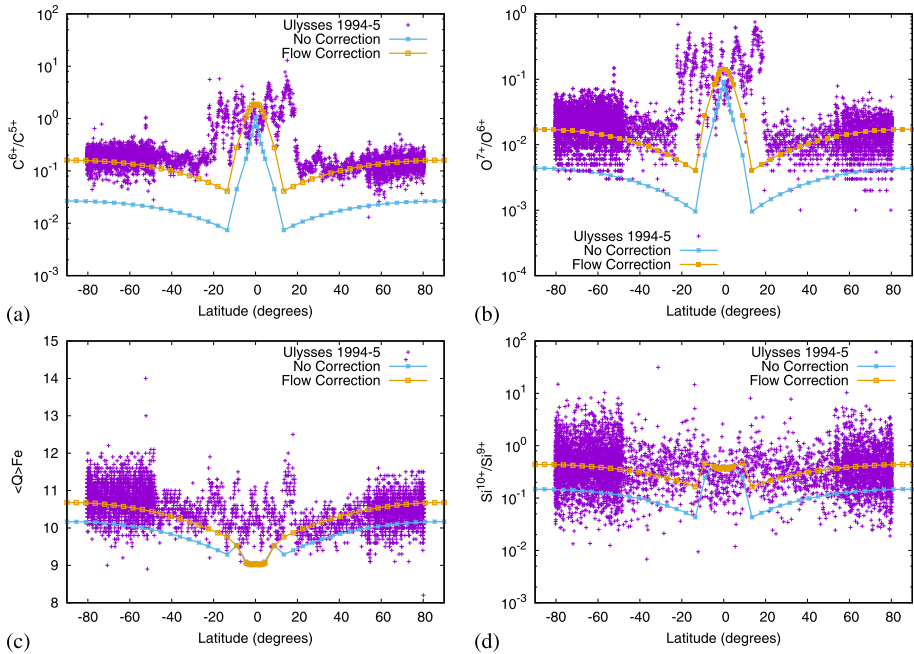 Ulysses 1994-5
No Correction
Flow Correction
10²
10¹
10⁰
10⁻¹
10⁻²
10⁻³
C⁶⁺/C⁵⁺
-80 -60 -40 -20 0 20 40 60 80
Latitude (degrees)
(a)
Ulysses 1994-5
No Correction
Flow Correction
10⁰
10⁻¹
10⁻²
10⁻³
10⁻⁴
O⁷⁺/O⁶⁺
-80 -60 -40 -20 0 20 40 60 80
Latitude (degrees)
(b)
Ulysses 1994-5
No Correction
Flow Correction
15
14
13
12
11
10
9
8
<Q>Fe
-80 -60 -40 -20 0 20 40 60 80
Latitude (degrees)
(c)
Ulysses 1994-5
No Correction
Flow Correction
10²
10¹
10⁰
10⁻¹
10⁻²
10⁻³
Si¹⁰⁺/Si⁹⁺
-80 -60 -40 -20 0 20 40 60 80
Latitude (degrees)
(d)